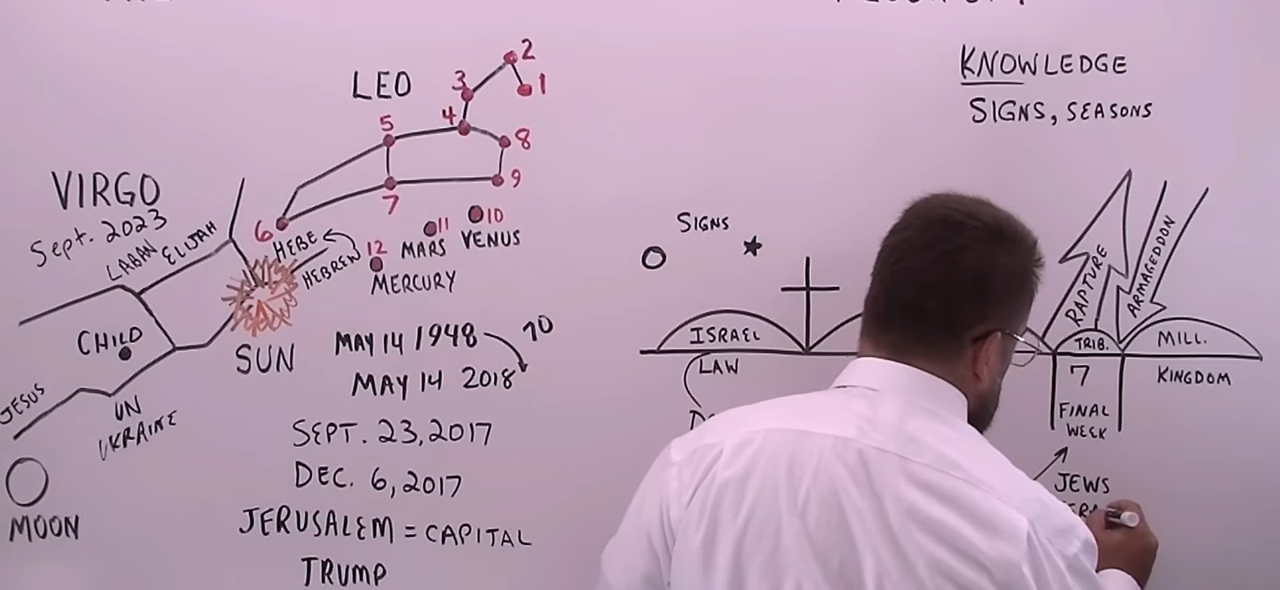 LEO
2
1
3
4
5
8
7
9
6
10
11
12
VENUS
MARS
MERCURY
VIRGO
Sept. 2023
LABAN ELIJAH
HEBE
HEBREW
CHILD
SUN
JESUS
UN
UKRAINE
MOON
MAY 14 1948
70
MAY 14 2018
SEPT. 23, 2017
DEC. 6, 2017
JERUSALEM = CAPITAL
TRUMP
KNOWLEDGE
SIGNS, SEASONS
SIGNS
ISRAEL
LAW
RAPTURE
ARMAGEDDON
TRIB.
MILL.
7
KINGDOM
FINAL
WEEK
JEWS